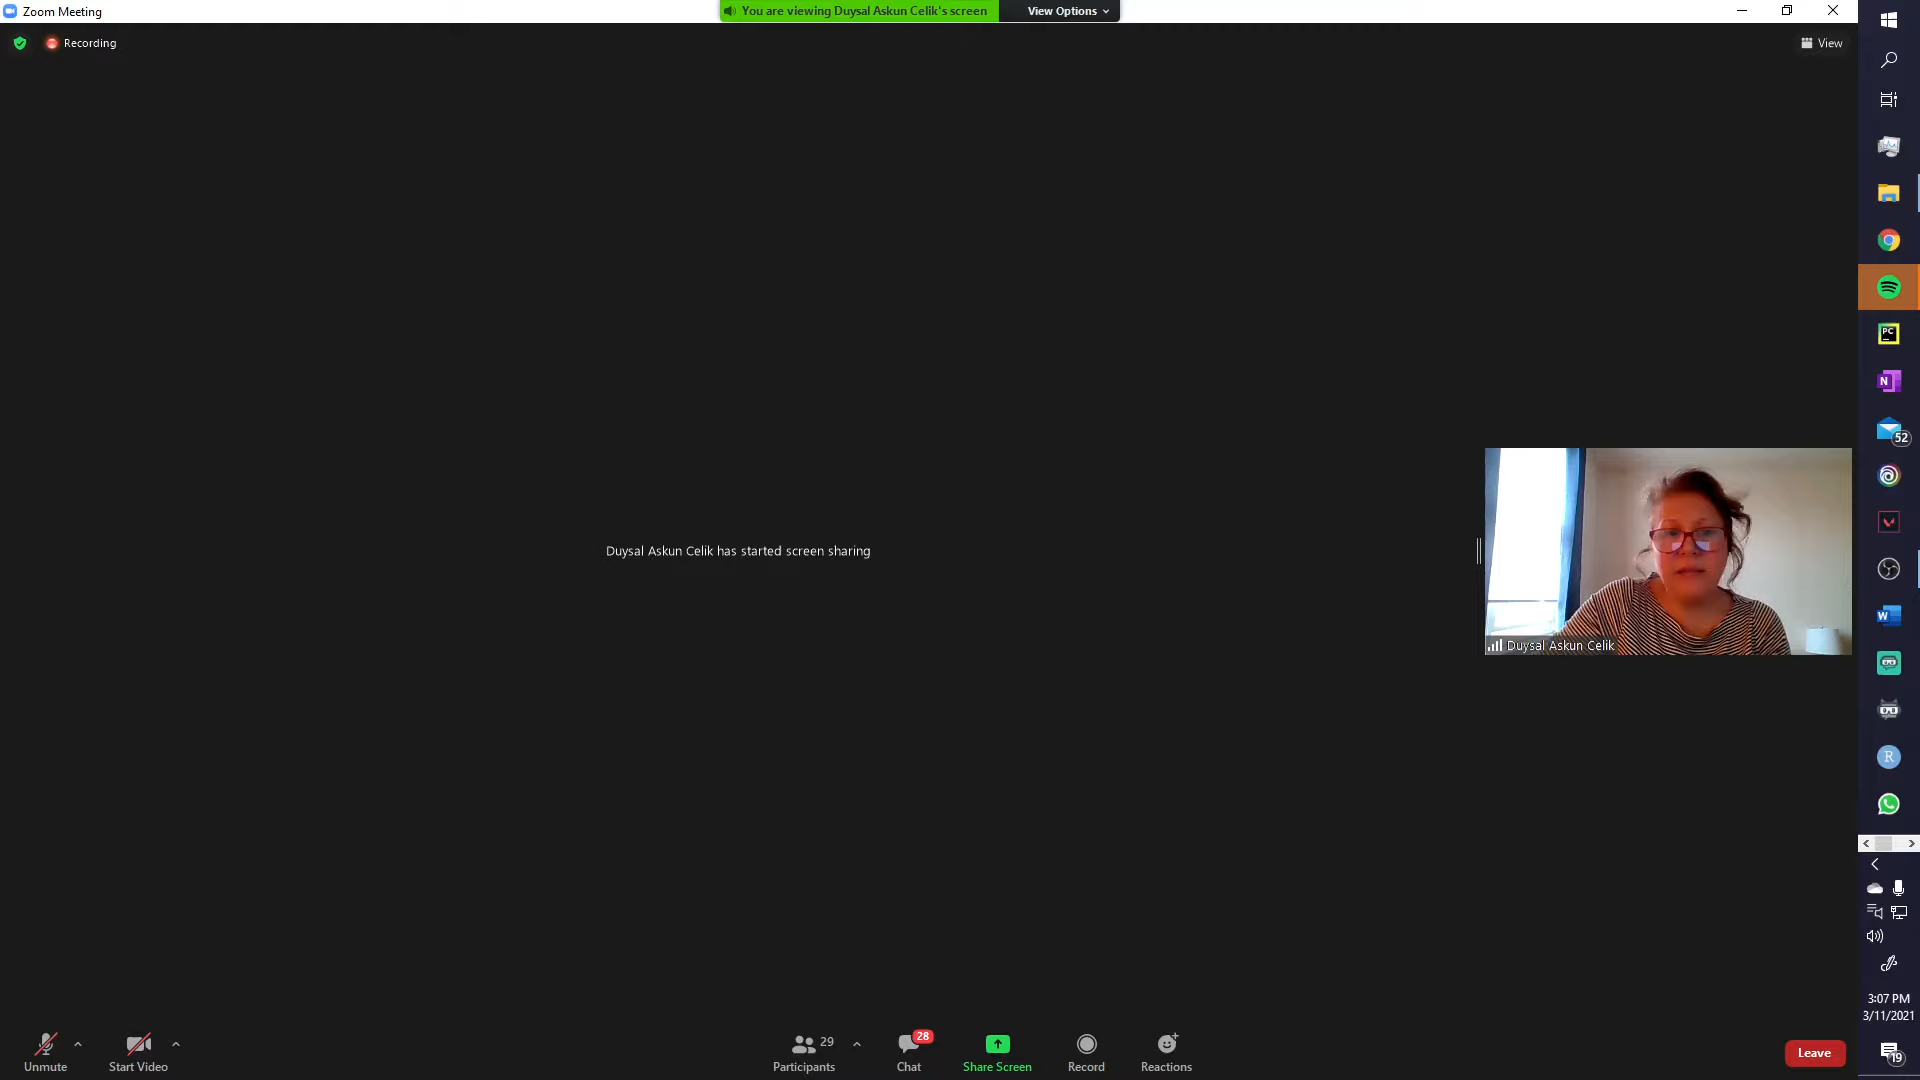 Zoom Meeting
You are viewing Duysal Askun Celik's screen
View Options
Recording
View
PC
N
52
Duysal Askun Celik has started screen sharing
Duysal Askun Celik
W
R
3:07 PM
3/11/2021
19
Unmute
Start Video
29
Participants
28
Chat
Share Screen
Record
Reactions
Leave